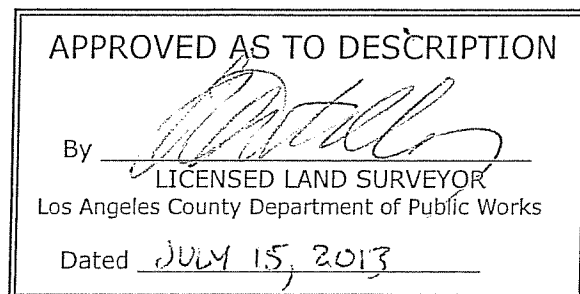 APPROVED AS TO DESCRIPTION
By
LICENSED LAND SURVEYOR
Los Angeles County Department of Public Works
Dated JULY 15, 2013